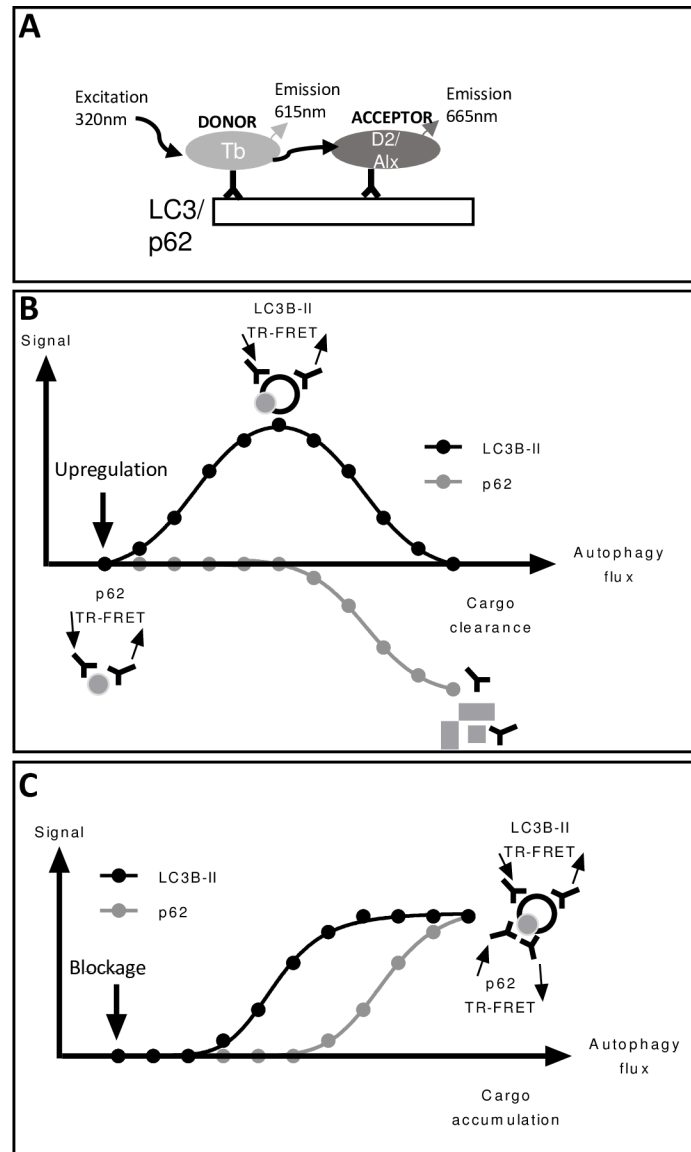 A
Excitation
320nm
DONOR
Tb
Emission
615nm
ACCEPTOR
D2/
Alx
Emission
665nm
LC3/
p62
B
LC3B-II
TR-FRET
Signal
Upregulation
LC3B-II
p62
Autophagy
flux
p62
TR-FRET
Cargo
clearance
C
Signal
LC3B-II
p62
Blockage
LC3B-II
TR-FRET
p62
TR-FRET
Autophagy
flux
Cargo
accumulation